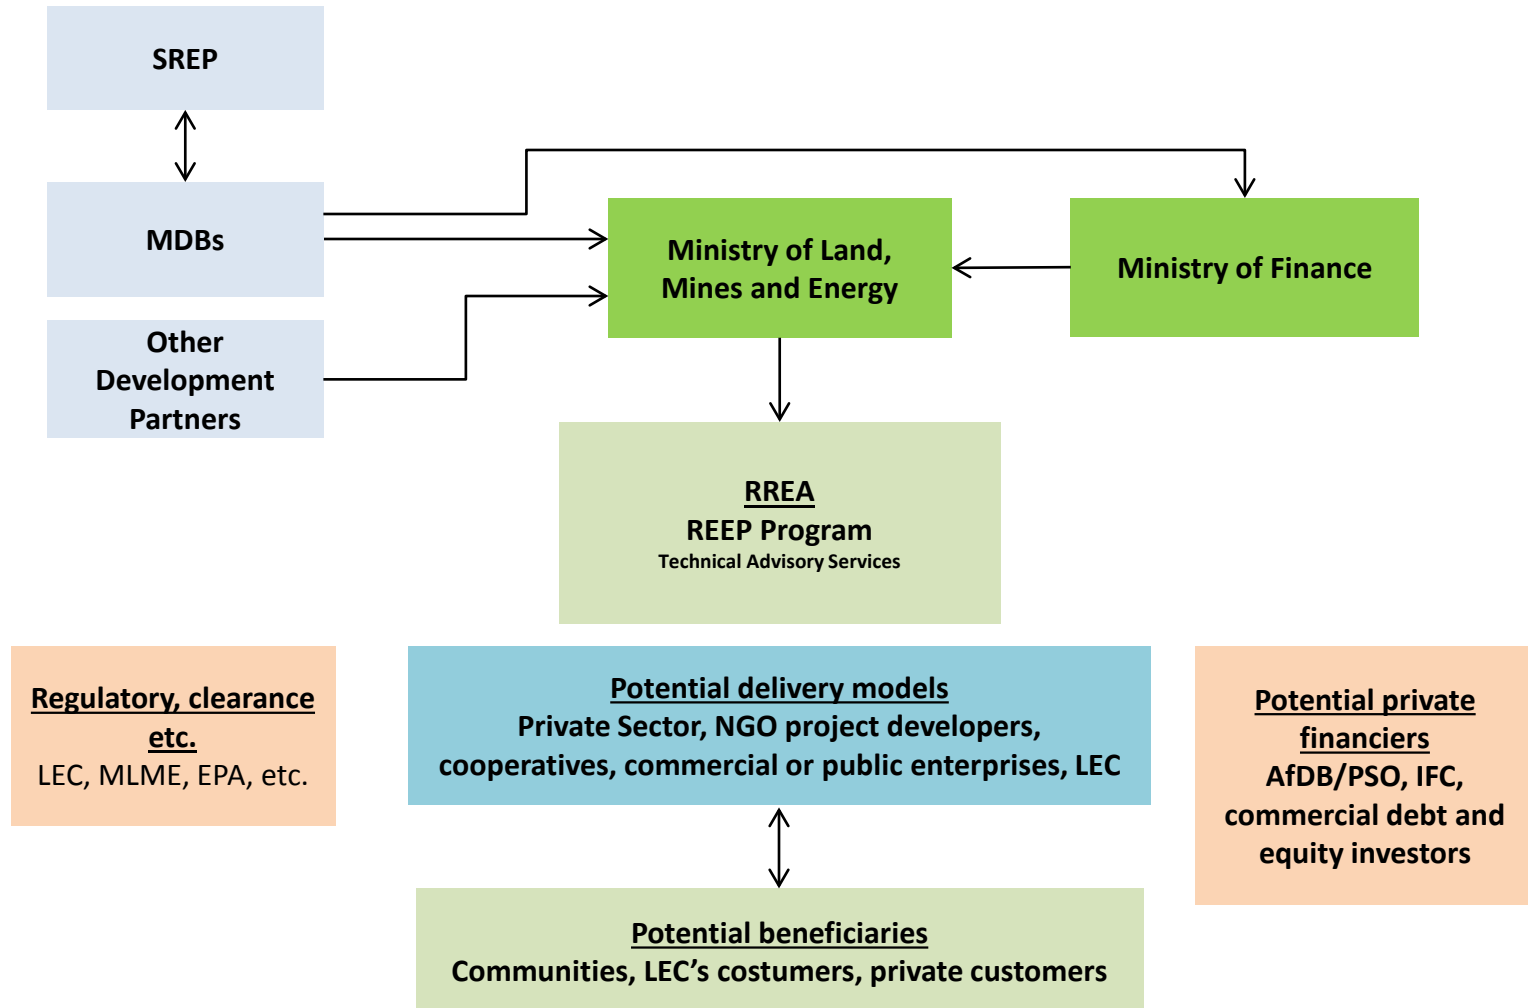 SREP
MDBs
Ministry of Land,
Mines and Energy
Ministry of Finance
Other
Development
Partners
RREA
REEP Program
Technical Advisory Services
Regulatory, clearance
etc.
LEC, MLME, EPA, etc.
Potential delivery models
Private Sector, NGO project developers,
cooperatives, commercial or public enterprises, LEC
Potential private
financiers
AfDB/PSO, IFC,
commercial debt and
equity investors
Potential beneficiaries
Communities, LEC’s costumers, private customers